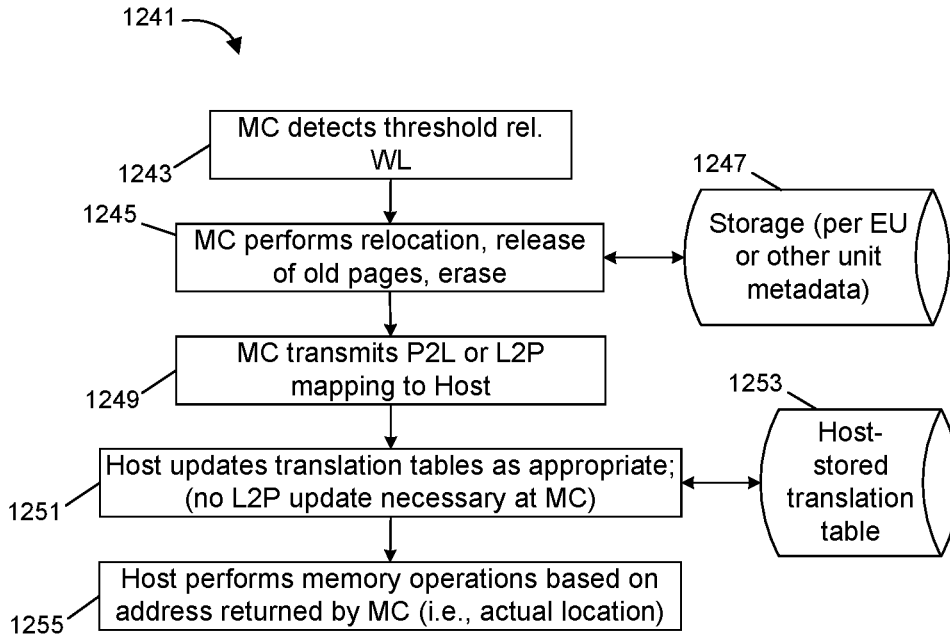 1241
MC detects threshold rel.
WL
1243
1245
MC performs relocation, release
of old pages, erase
1247
Storage (per EU
or other unit
metadata)
MC transmits P2L or L2P
mapping to Host
1249
1253
Host-
stored
translation
table
Host updates translation tables as appropriate;
(no L2P update necessary at MC)
1251
Host performs memory operations based on
address returned by MC (i.e., actual location)
1255